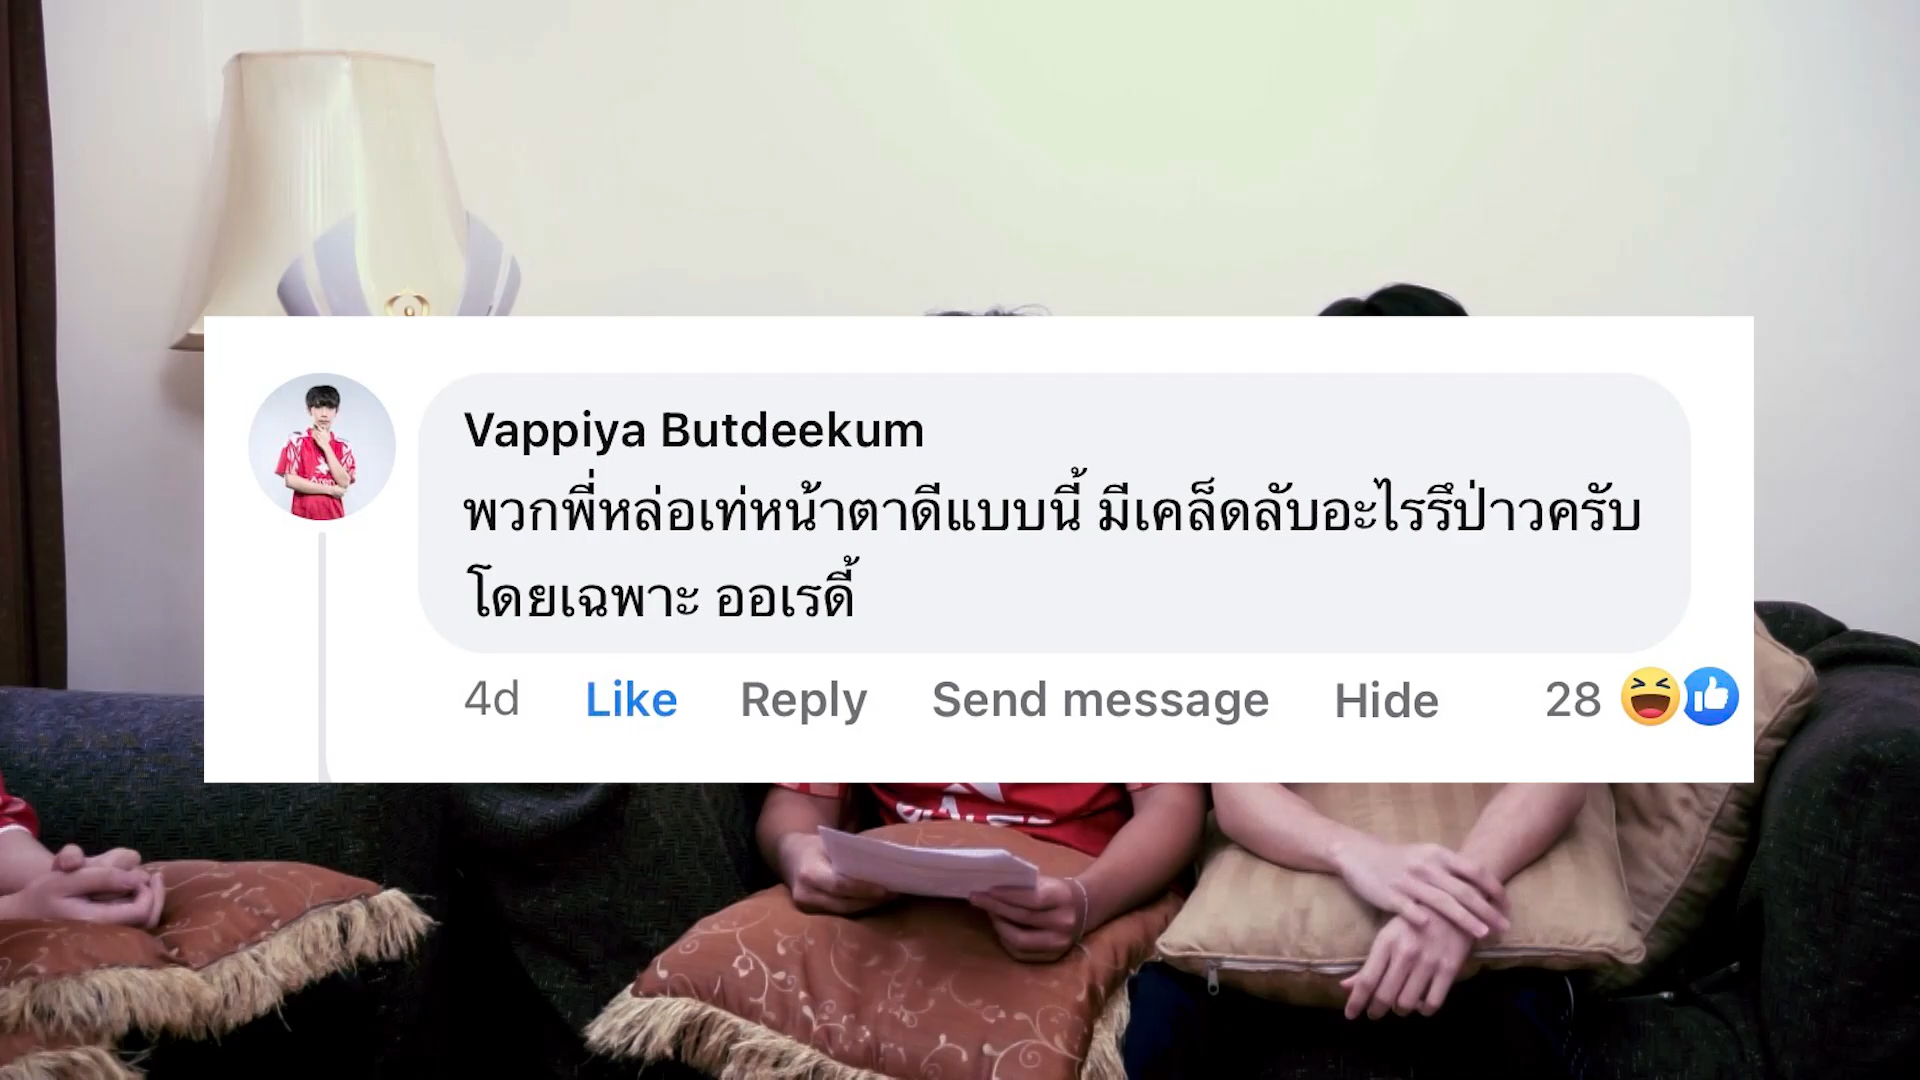 Vappiya Butdeekum
พวกพี่หล่อเท่หน้าตาดีแบบนี้ มีเคล็ดลับอะไรรึป่าวครับ
โดยเฉพาะ ออเรดี้
4d Like Reply Send message Hide 28